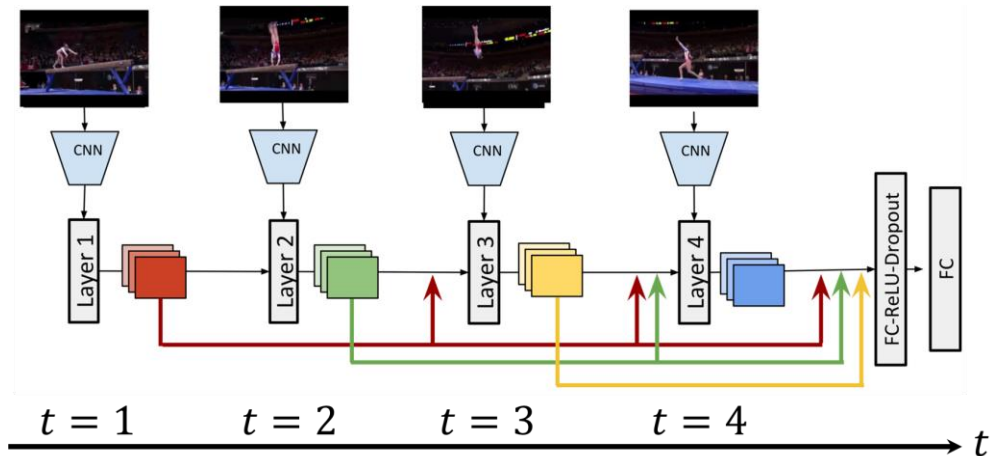 CNN
CNN
CNN
CNN
Layer 1
Layer 2
Layer 3
Layer 4
FC-ReLU-Dropout
FC
t = 1
t = 2
t = 3
t = 4
t